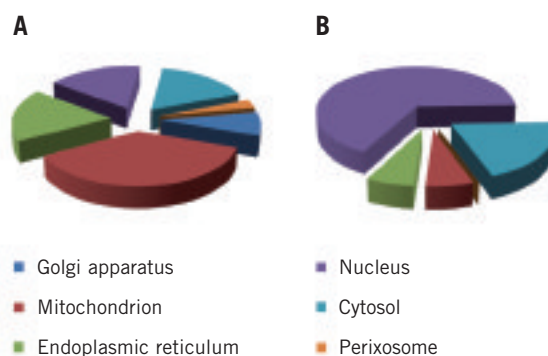 A
B
Golgi apparatus
Nucleus
Mitochondrion
Cytosol
Endoplasmic reticulum
Perixosome